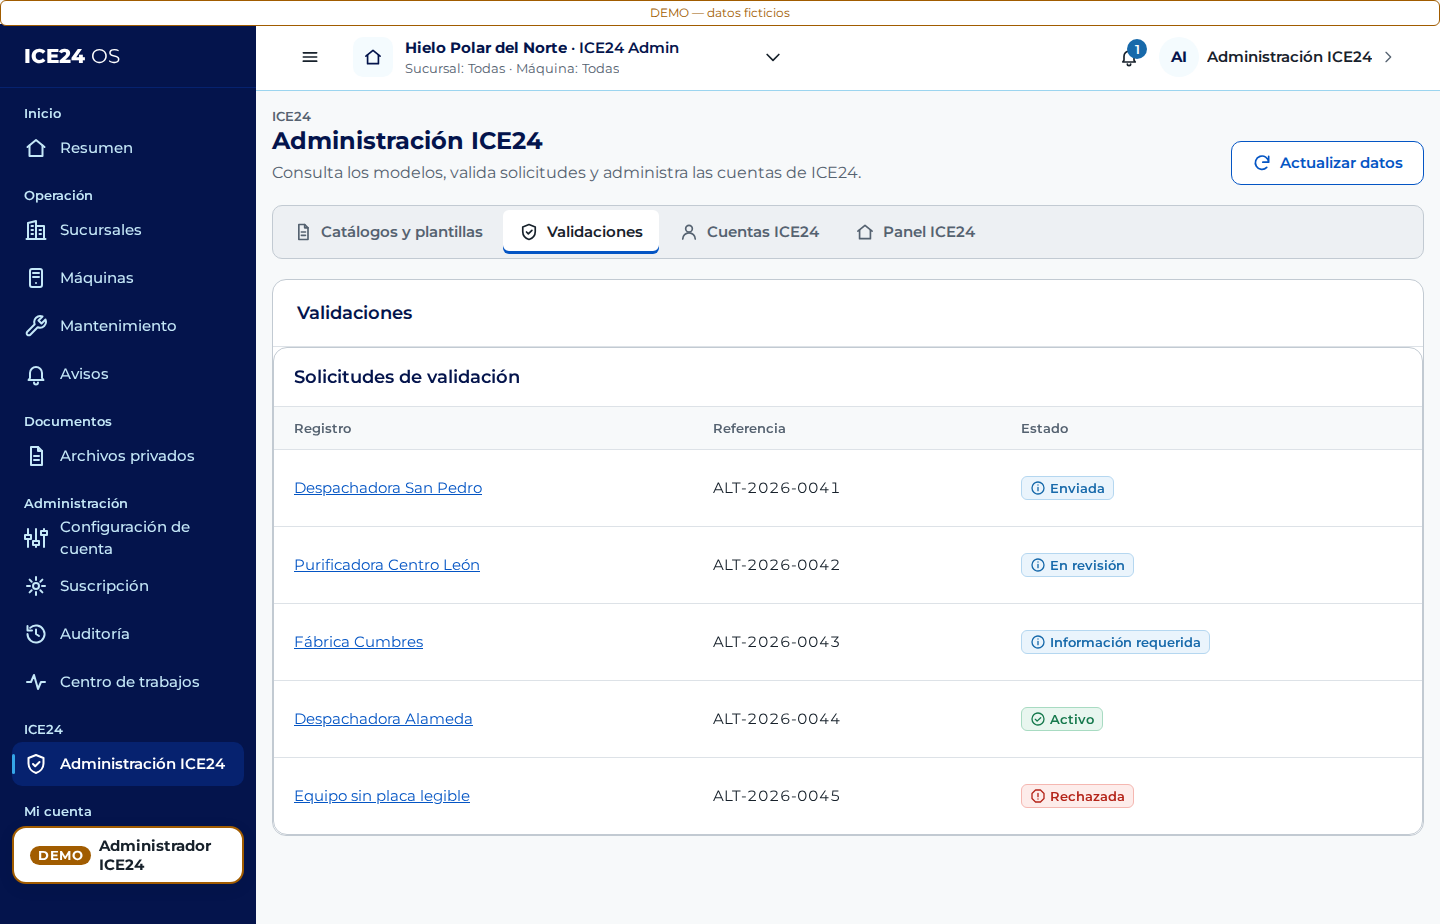 DEMO — datos ficticios
ICE24 OS
Inicio
Resumen
Operación
Sucursales
Máquinas
Mantenimiento
Avisos
Documentos
Archivos privados
Administración
Configuración de
cuenta
Suscripción
Auditoría
Centro de trabajos
ICE24
Administración ICE24
Mi cuenta
DEMO
Administrador
ICE24
Hielo Polar del Norte · ICE24 Admin
Sucursal: Todas · Máquina: Todas
1
AI
Administración ICE24
ICE24
Administración ICE24
Consulta los modelos, valida solicitudes y administra las cuentas de ICE24.
Actualizar datos
Catálogos y plantillas
Validaciones
Cuentas ICE24
Panel ICE24
Validaciones
Solicitudes de validación
Registro Referencia Estado
Despachadora San Pedro ALT-2026-0041 Enviada
Purificadora Centro León ALT-2026-0042 En revisión
Fábrica Cumbres ALT-2026-0043 Información requerida
Despachadora Alameda ALT-2026-0044 Activo
Equipo sin placa legible ALT-2026-0045 Rechazada